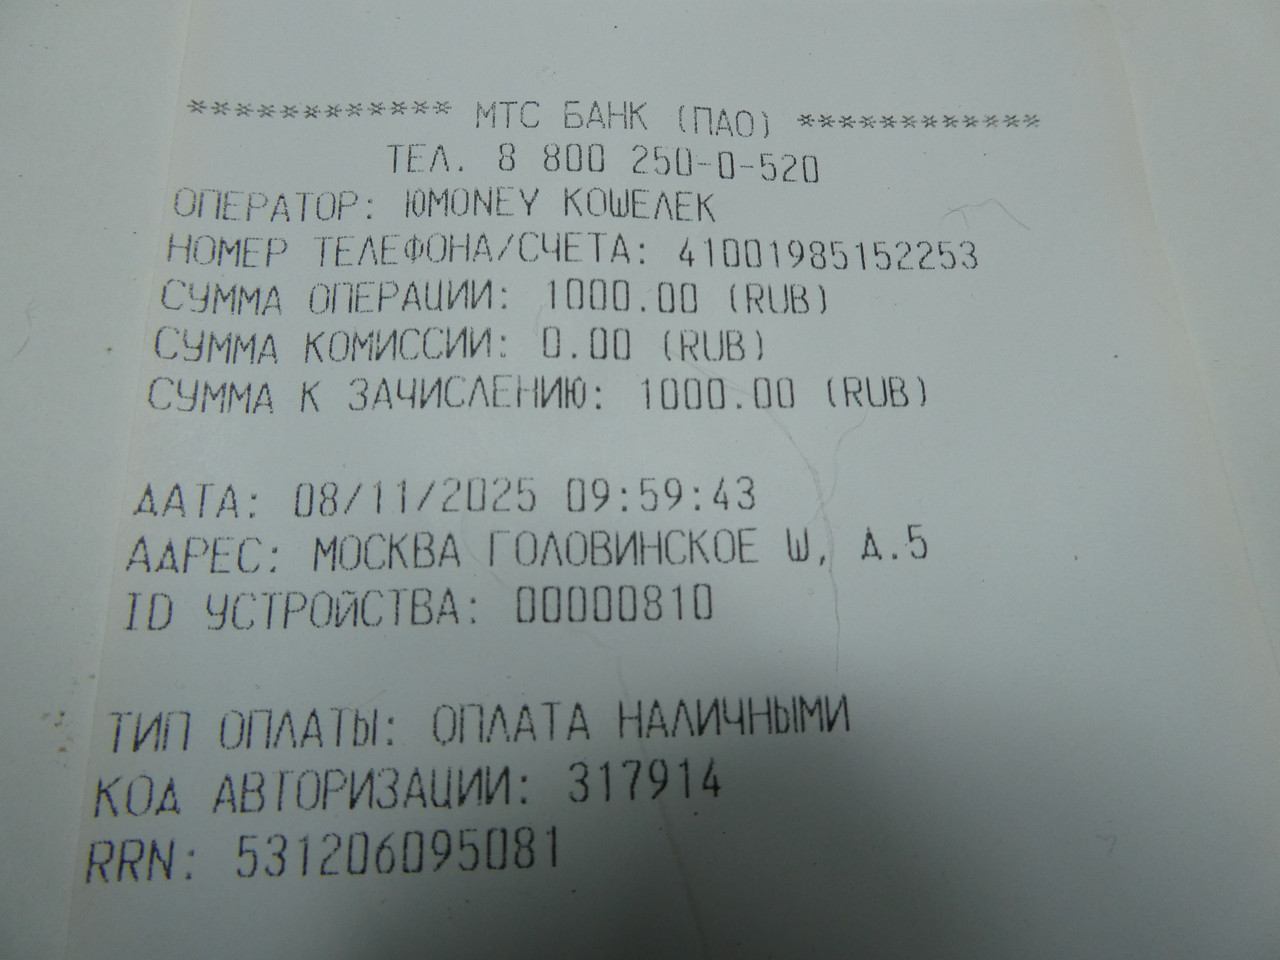 ************ МТС БАНК (ПАО) ************
ТЕЛ. 8 800 250-0-520
ОПЕРАТОР: ЮMONEY КОШЕЛЕК
НОМЕР ТЕЛЕФОНА/СЧЕТА: 41001985152253
СУММА ОПЕРАЦИИ: 1000.00 (RUB)
СУММА КОМИССИИ: 0.00 (RUB)
СУММА К ЗАЧИСЛЕНИЮ: 1000.00 (RUB)
ДАТА: 08/11/2025 09:59:43
АДРЕС: МОСКВА ГОЛОВИНСКОЕ Ш, Д.5
ID УСТРОЙСТВА: 00000810
ТИП ОПЛАТЫ: ОПЛАТА НАЛИЧНЫМИ
КОД АВТОРИЗАЦИИ: 317914
RRN: 531206095081